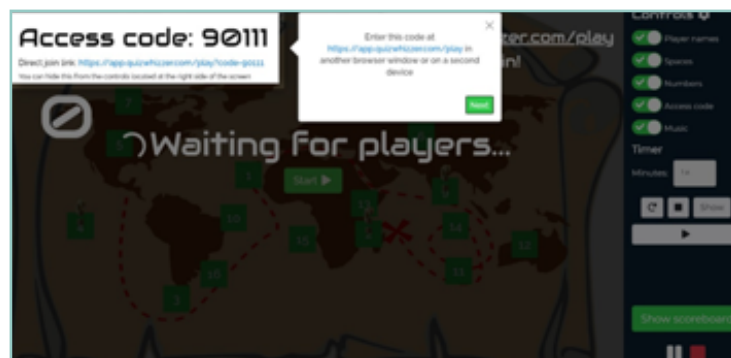 Access code: 90111
Direct join link: https://app.quizwhizzer.com/play?code=90111
You can hide this from the controls located at the right side of the screen
Enter this code at
https://app.quizwhizzer.com/play in
another browser window or on a second
device
Next
zer.com/play
in!
Waiting for players...
Start
7
5
1
4
10
3
16
15
13
14
11
12
Controls
Player names
Spaces
Numbers
Access code
Music
Timer
Minutes:
Show
Show scoreboard